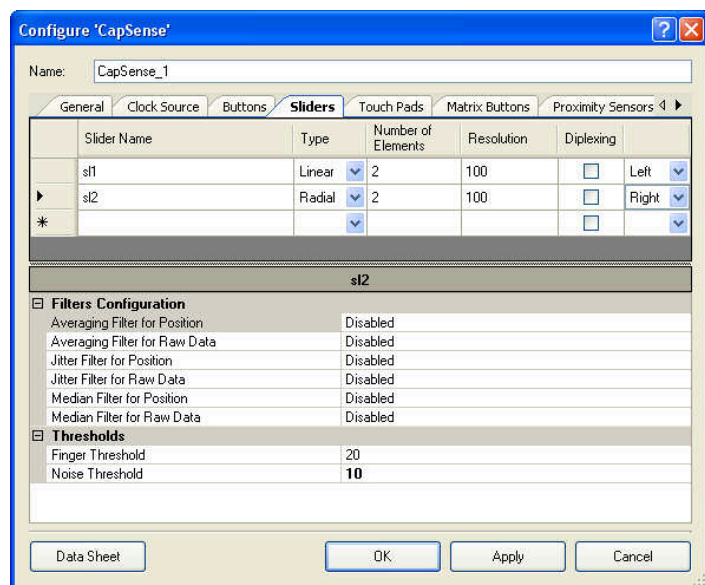 Configure 'CapSense'
Name: CapSense_1
General Clock Source Buttons Sliders Touch Pads Matrix Buttons Proximity Sensors
Slider Name Type Number of Elements Resolution Diplexing
sl1 Linear 2 100 Left
sl2 Radial 2 100 Right
sl2
Filters Configuration
Averaging Filter for Position Disabled
Averaging Filter for Raw Data Disabled
Jitter Filter for Position Disabled
Jitter Filter for Raw Data Disabled
Median Filter for Position Disabled
Median Filter for Raw Data Disabled
Thresholds
Finger Threshold 20
Noise Threshold 10
Data Sheet OK Apply Cancel